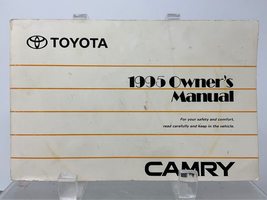 TOYOTA
1995 Owner's
Manual
For your safety and comfort,
read carefully and keep in the vehicle.
CAMRY